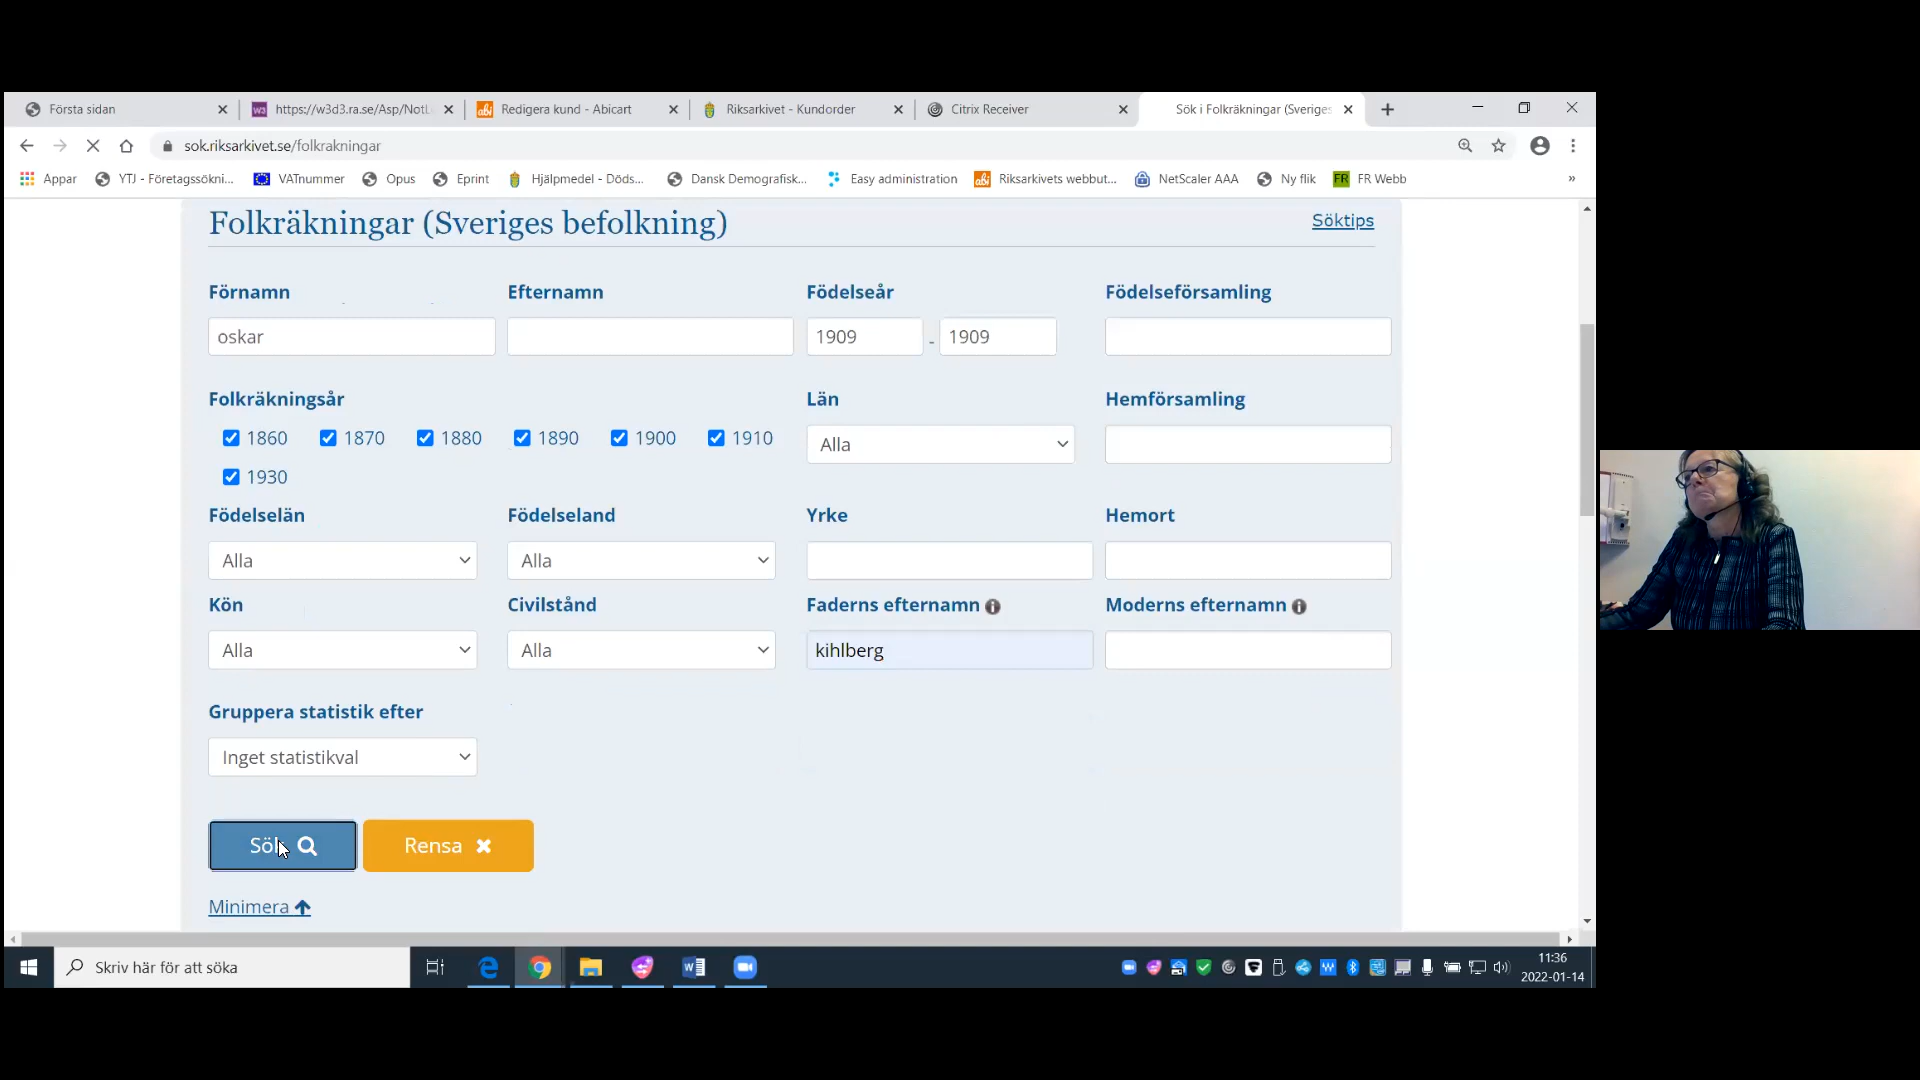 Första sidan
https://w3d3.ra.se/Asp/NotL
Redigera kund - Abicart
Riksarkivet - Kundorder
Citrix Receiver
Sök i Folkräkningar (Sveriges
sok.riksarkivet.se/folkrakningar
Appar
YTJ - Företagssökni...
VATnummer
Opus
Eprint
Hjälpmedel - Döds...
Dansk Demografisk...
Easy administration
Riksarkivets webbut...
NetScaler AAA
Ny flik
FR FR Webb
»
Folkräkningar (Sveriges befolkning)
Söktips
Förnamn
Efternamn
Födelseår
Födelseförsamling
oskar
1909 - 1909
Folkräkningsår
Län
Hemförsamling
1860 1870 1880 1890 1900 1910
Alla
1930
Födelselän
Födelseland
Yrke
Hemort
Alla
Alla
Kön
Civilstånd
Faderns efternamn
Moderns efternamn
Alla
Alla
kihlberg
Gruppera statistik efter
Inget statistikval
Sök
Rensa
Minimera
Skriv här för att söka
11:36
2022-01-14